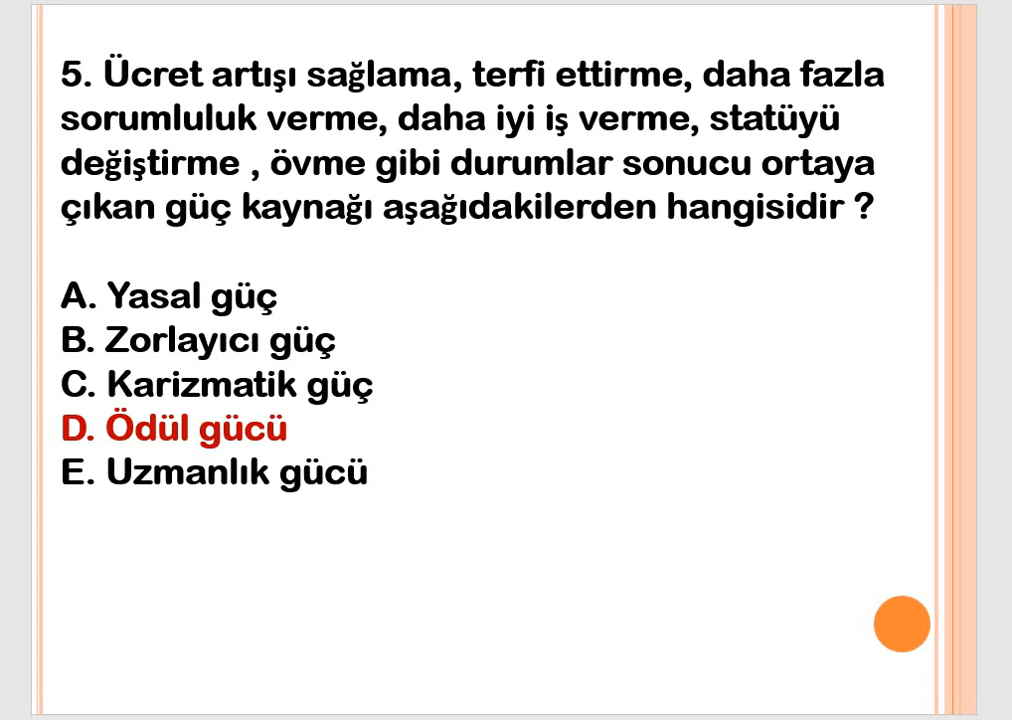 5. Ücret artışı sağlama, terfi ettirme, daha fazla
sorumluluk verme, daha iyi iş verme, statüyü
değiştirme , övme gibi durumlar sonucu ortaya
çıkan güç kaynağı aşağıdakilerden hangisidir ?
A. Yasal güç
B. Zorlayıcı güç
C. Karizmatik güç
D. Ödül gücü
E. Uzmanlık gücü